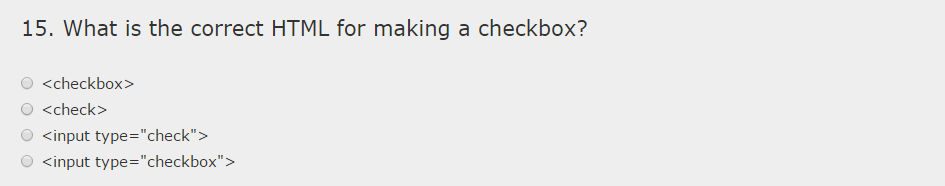 15. What is the correct HTML for making a checkbox?
<checkbox>
<check>
<input type="check">
<input type="checkbox">